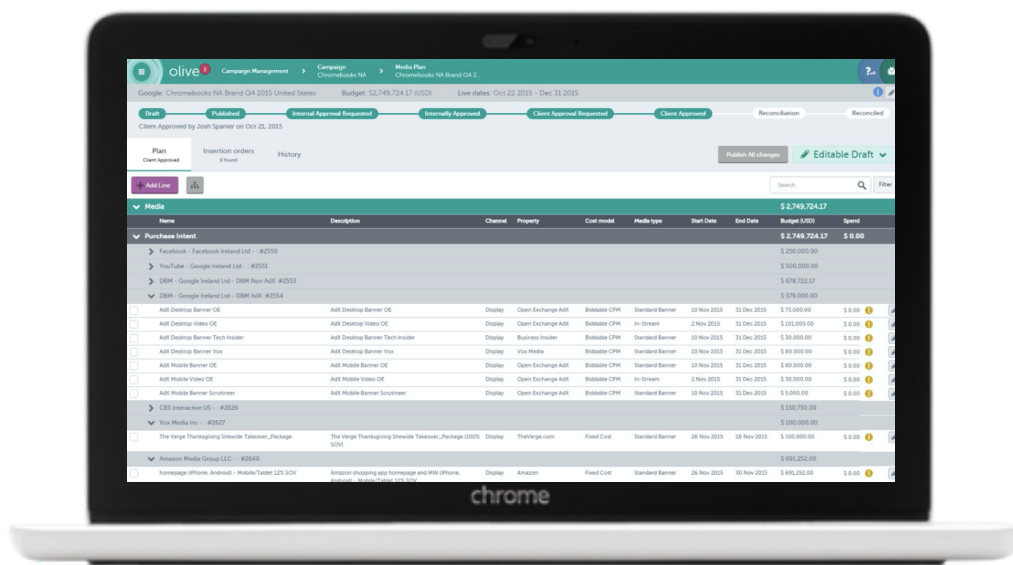 olive 2 Campaign Management > Campaign Chromebooks NA > Media Plan Chromebooks NA Brand Q4 2..
Google: Chromebooks NA Brand Q4 2015 United States Budget: $2,749,724.17 (USD) Live dates: Oct 22 2015 - Dec 31 2015
Draft Published Internal Approval Requested Internally Approved Client Approval Requested Client Approved Reconciliation Reconciled
Client Approved by Josh Spanier on Oct 21, 2015
Plan Client Approved Insertion orders 8 found History Publish All changes Editable Draft
+ Add Line Search Filter
Media $ 2,749,724.17
Name Description Channel Property Cost model Media type Start Date End Date Budget (USD) Spend
Purchase Intent $ 2,749,724.17 $ 0.00
Facebook - Facebook Ireland Ltd - : #2550 $ 250,000.00
YouTube - Google Ireland Ltd - : #2551 $ 500,000.00
DBM - Google Ireland Ltd - DBM Non AdX: #2553 $ 678,722.17
DBM - Google Ireland Ltd - DBM AdX: #2554 $ 379,000.00
AdX Desktop Banner OE AdX Desktop Banner OE Display Open Exchange AdX Biddable CPM Standard Banner 10 Nov 2015 31 Dec 2015 $ 73,000.00 $ 0.00
AdX Desktop Video OE AdX Desktop Video OE Display Open Exchange AdX Biddable CPM In-Stream 2 Nov 2015 31 Dec 2015 $ 101,000.00 $ 0.00
AdX Desktop Banner Tech Insider AdX Desktop Banner Tech Insider Display Business Insider Biddable CPM Standard Banner 10 Nov 2015 31 Dec 2015 $ 30,000.00 $ 0.00
AdX Desktop Banner Vox AdX Desktop Banner Vox Display Vox Media Biddable CPM Standard Banner 10 Nov 2015 31 Dec 2015 $ 80,000.00 $ 0.00
AdX Mobile Banner OE AdX Mobile Banner OE Display Open Exchange AdX Biddable CPM Standard Banner 10 Nov 2015 31 Dec 2015 $ 60,000.00 $ 0.00
AdX Mobile Video OE AdX Mobile Video OE Display Open Exchange AdX Biddable CPM In-Stream 2 Nov 2015 31 Dec 2015 $ 30,000.00 $ 0.00
AdX Mobile Banner Scrutineer AdX Mobile Banner Scrutineer Display Open Exchange AdX Biddable CPM Standard Banner 10 Nov 2015 31 Dec 2015 $ 5,000.00 $ 0.00
CBS Interactive US - : #2626 $ 150,750.00
Vox Media Inc - : #2627 $ 100,000.00
The Verge Thanksgiving Sitewide Takeover_Package The Verge Thanksgiving Sitewide Takeover_Package (100% Display TheVerge.com Fixed Cost Standard Banner 26 Nov 2015 26 Nov 2015 $ 100,000.00 $ 0.00
SOV)
Amazon Media Group LLC - : #2640 $ 691,252.00
homepage (iPhone, Android) - Mobile/Tablet 12% SOV Amazon shopping app homepage and MW (iPhone, Display Amazon Fixed Cost Standard Banner 26 Nov 2015 30 Nov 2015 $ 691,252.00 $ 0.00
Android) - Mobile/Tablet 12% SOV
chrome